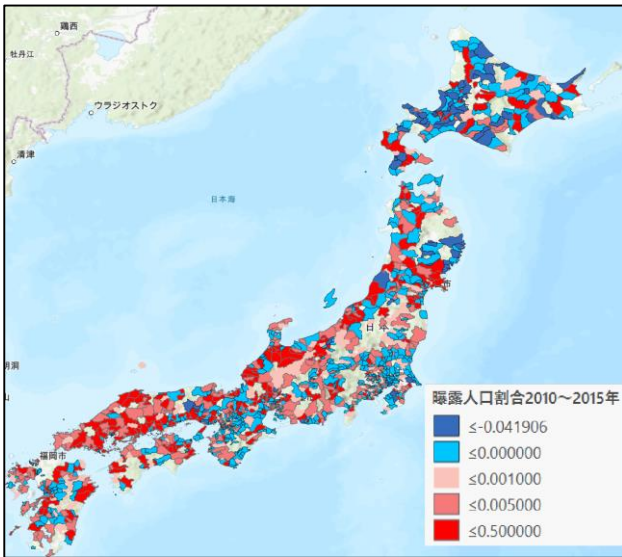 鶏西
牡丹江
ウラジオストク
清津
日本海
日 本
福岡市
曝露人口割合2010～2015年
≤-0.041906
≤0.000000
≤0.001000
≤0.005000
≤0.500000